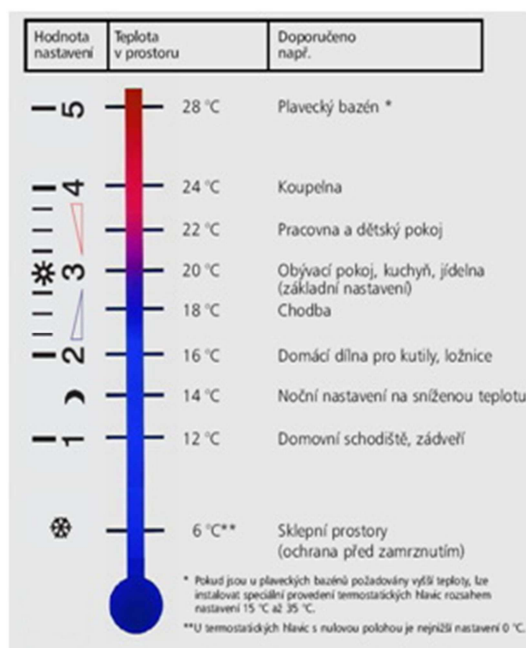 Hodnota nastavení Teplota v prostoru Doporučeno např.
5 28 °C Plavecký bazén *
4 24 °C Koupelna
22 °C Pracovna a dětský pokoj
3 20 °C Obývací pokoj, kuchyň, jídelna
(základní nastavení)
18 °C Chodba
2 16 °C Domácí dílna pro kutily, ložnice
14 °C Noční nastavení na sníženou teplotu
1 12 °C Domovní schodiště, zádveří
6 °C** Sklepní prostory
(ochrana před zamrznutím)
* Pokud jsou u plaveckých bazénů požadovány vyšší teploty, lze
instalovat speciální provedení termostatických hlavic rozsahem
nastavení 15 °C až 35 °C.
**U termostatických hlavic s nulovou polohou je nejnižší nastavení 0 °C.